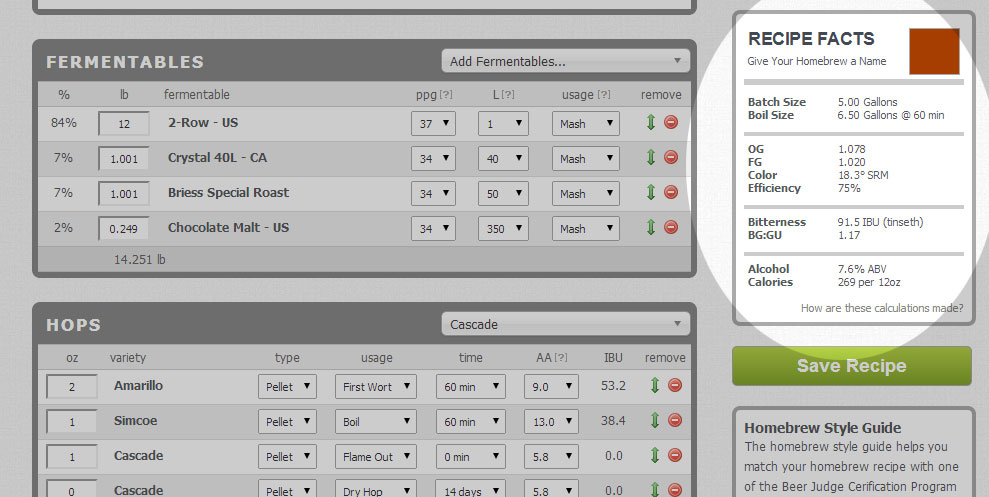 FERMENTABLES Add Fermentables...
% lb fermentable ppg [?] L [?] usage [?] remove
84% 12 2-Row - US 37 1 Mash
7% 1.001 Crystal 40L - CA 34 40 Mash
7% 1.001 Briess Special Roast 34 50 Mash
2% 0.249 Chocolate Malt - US 34 350 Mash
14.251 lb
HOPS Cascade
oz variety type usage time AA [?] IBU remove
2 Amarillo Pellet First Wort 60 min 9.0 53.2
1 Simcoe Pellet Boil 60 min 13.0 38.4
1 Cascade Pellet Flame Out 0 min 5.8 0.0
0 Cascade Pellet Dry Hop 14 days 5.8 0.0
RECIPE FACTS
Give Your Homebrew a Name
Batch Size 5.00 Gallons
Boil Size 6.50 Gallons @ 60 min
OG 1.078
FG 1.020
Color 18.3° SRM
Efficiency 75%
Bitterness 91.5 IBU (tinseth)
BG:GU 1.17
Alcohol 7.6% ABV
Calories 269 per 12oz
How are these calculations made?
Save Recipe
Homebrew Style Guide
The homebrew style guide helps you
match your homebrew recipe with one
of the Beer Judge Cerification Program